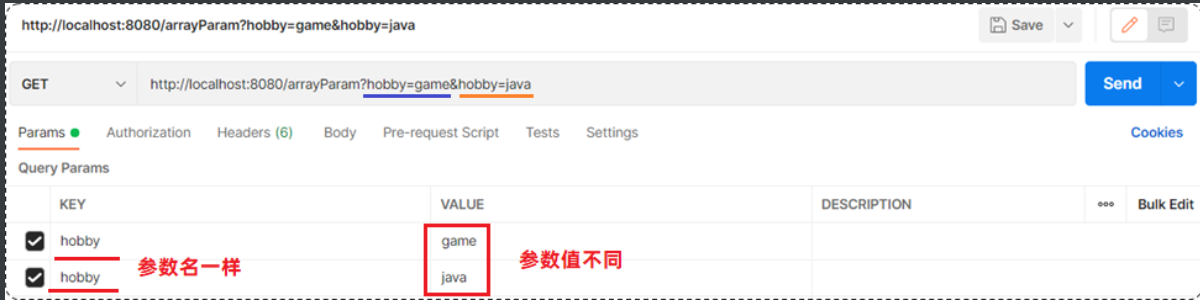 http://localhost:8080/arrayParam?hobby=game&hobby=java
Save
GET http://localhost:8080/arrayParam?hobby=game&hobby=java Send
Params Authorization Headers (6) Body Pre-request Script Tests Settings Cookies
Query Params
KEY VALUE DESCRIPTION ooo Bulk Edit
hobby game
参数名一样 参数值不同
hobby java